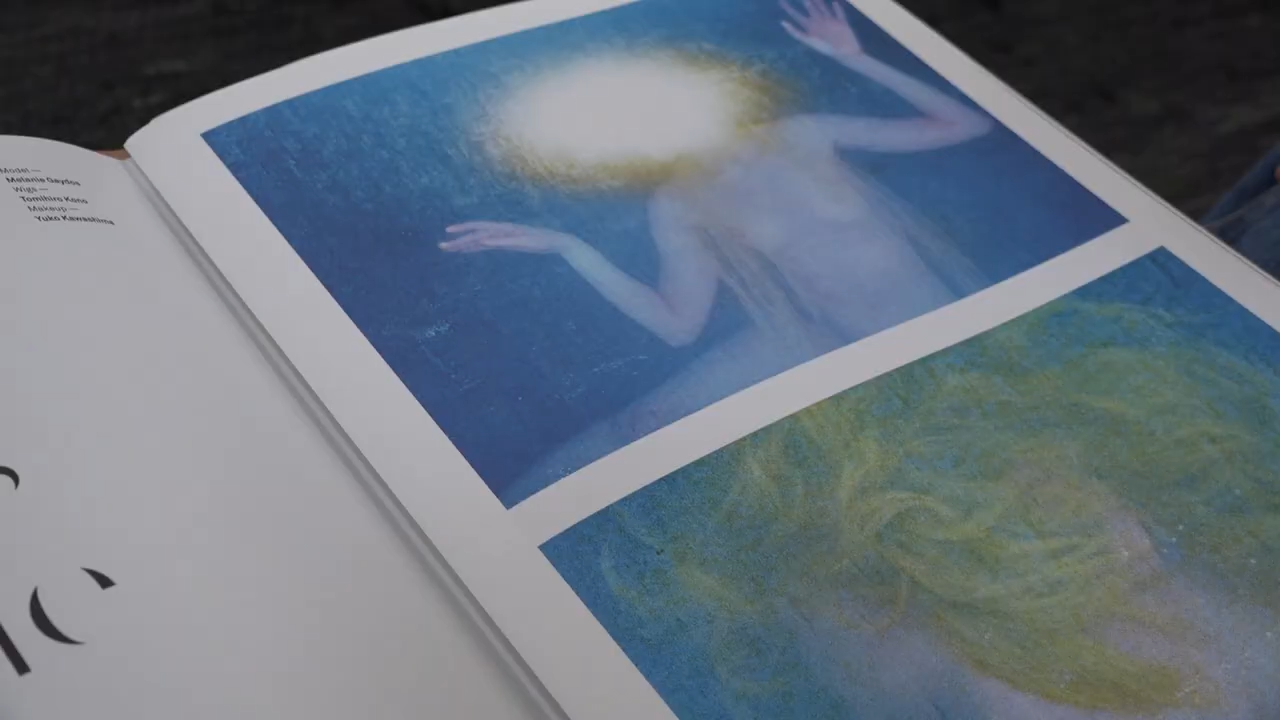 Model —
Melanie Gaydos
Wigs —
Tomihiro Kono
Makeup —
Yuko Kawashima